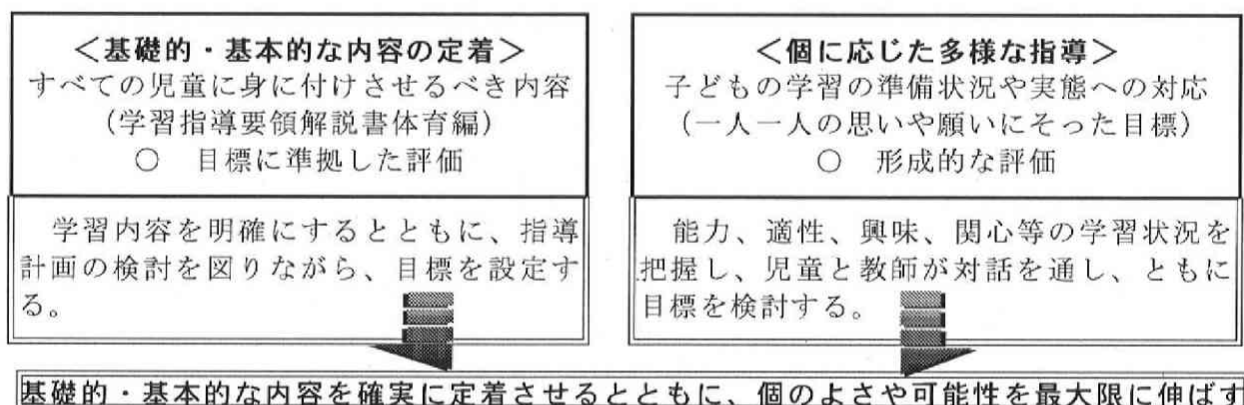 ＜基礎的・基本的な内容の定着＞
すべての児童に身に付けさせるべき内容
（学習指導要領解説書体育編）
○　目標に準拠した評価
学習内容を明確にするとともに、指導
計画の検討を図りながら、目標を設定す
る。
＜個に応じた多様な指導＞
子どもの学習の準備状況や実態への対応
（一人一人の思いや願いにそった目標）
○　形成的な評価
能力、適性、興味、関心等の学習状況を
把握し、児童と教師が対話を通し、ともに
目標を検討する。
基礎的・基本的な内容を確実に定着させるとともに、個のよさや可能性を最大限に伸ばす